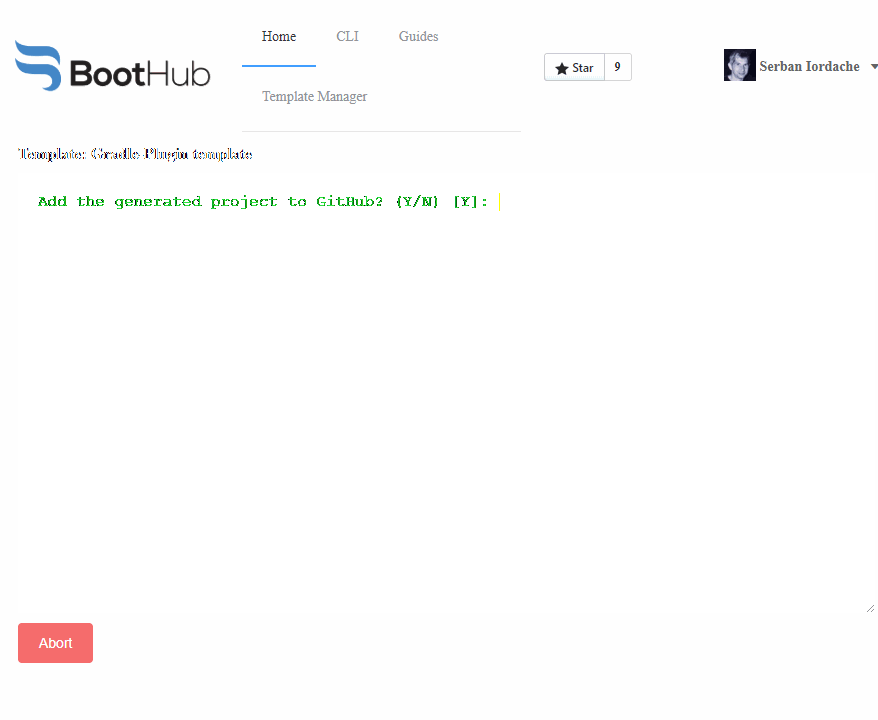 BootHub
Home CLI Guides
Template Manager
Star 9
Serban Iordache
Template: Gradle-Plugin template
Add the generated project to GitHub? (Y/N) [Y]:
Abort